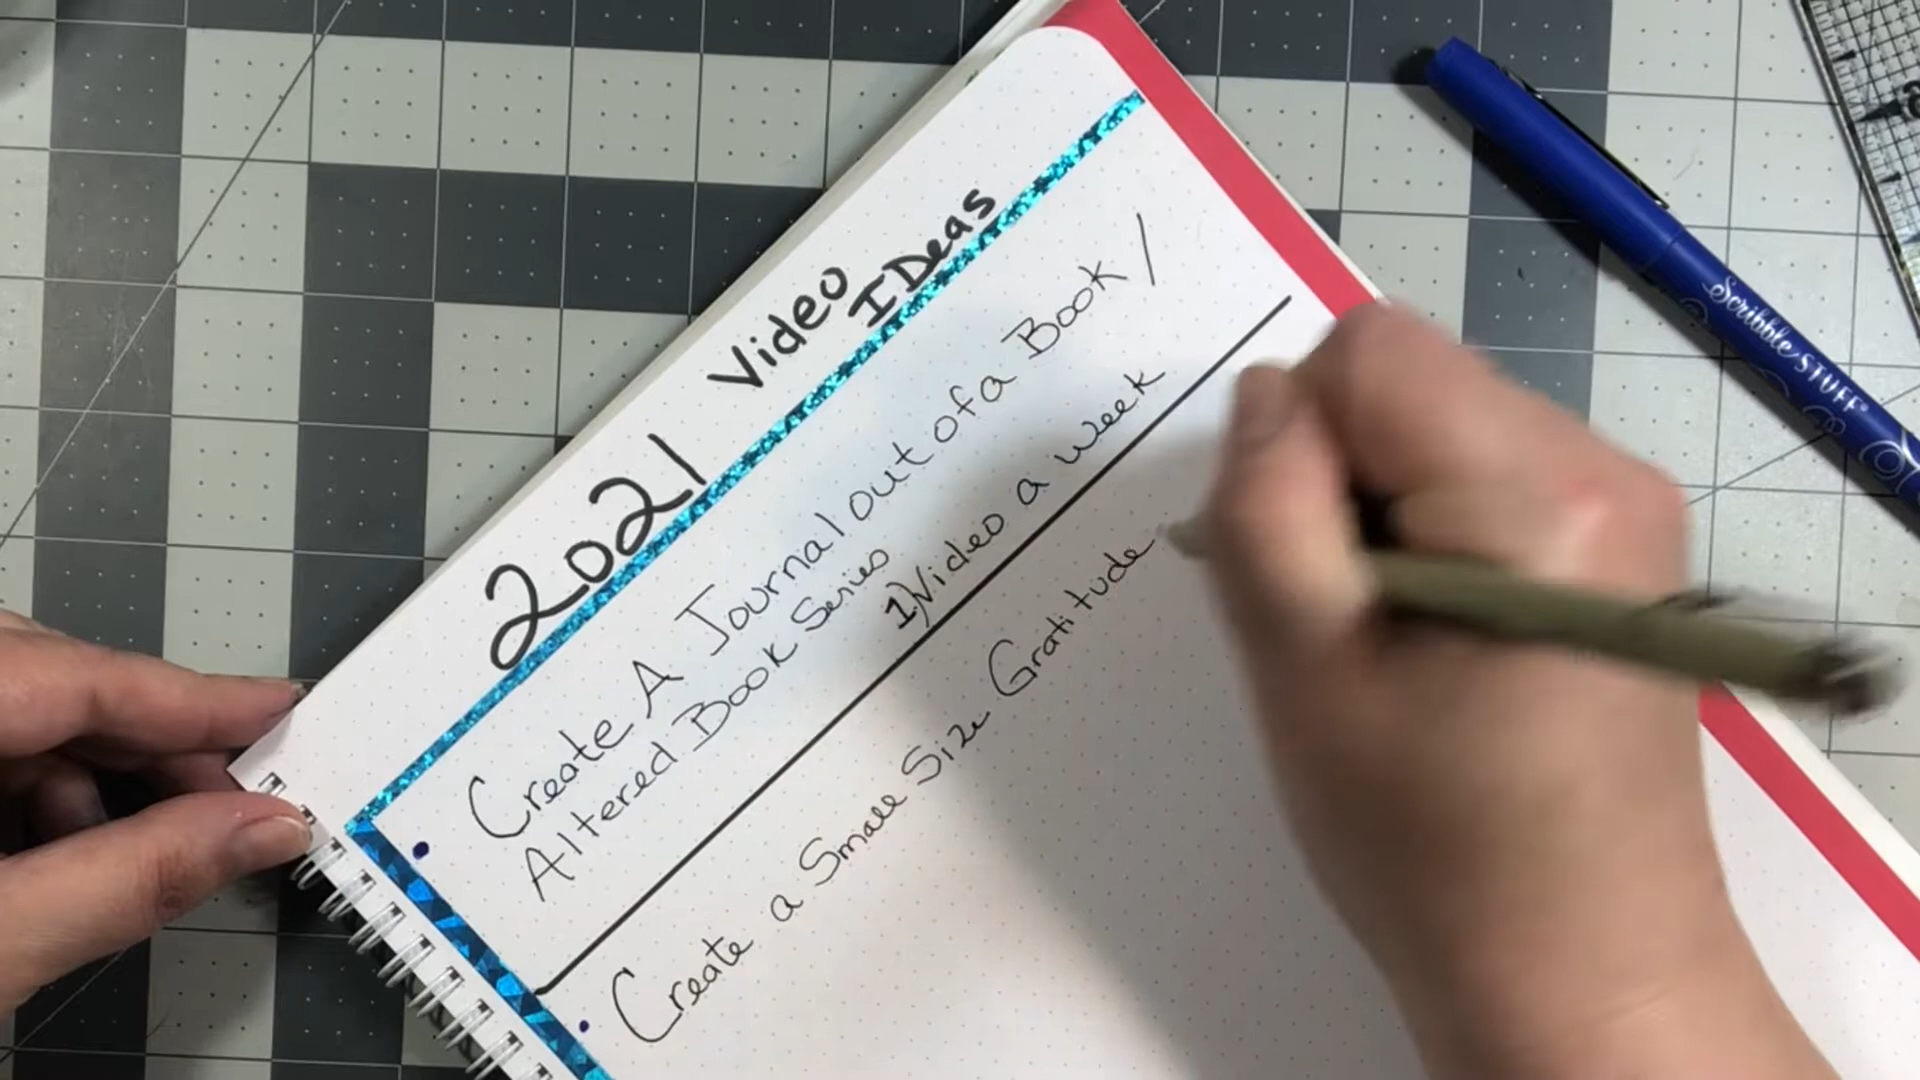 2021 Video IDeas
Create A Journal out of a Book /
Altered Book Series
1) Video a week
Create a Small Size Gratitude
Scribble STUFF